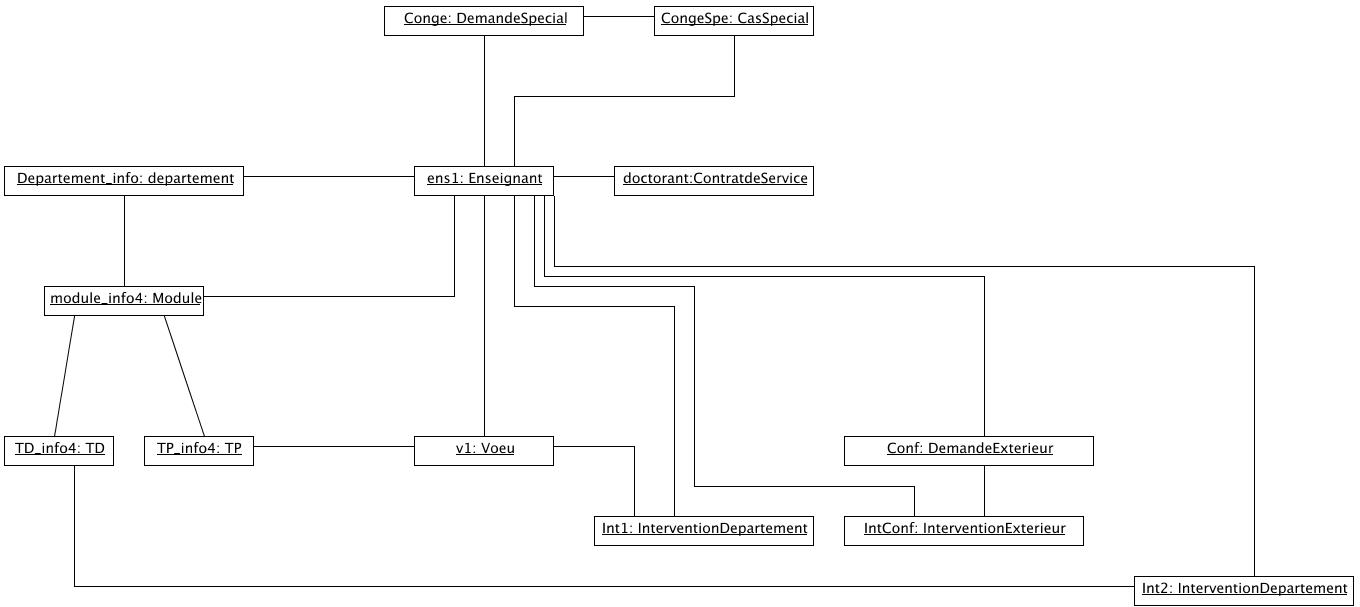 Conge: DemandeSpecial
CongeSpe: CasSpecial
Departement_info: departement
ens1: Enseignant
doctorant:ContratdeService
module_info4: Module
TD_info4: TD
TP_info4: TP
v1: Voeu
Conf: DemandeExterieur
Int1: InterventionDepartement
IntConf: InterventionExterieur
Int2: InterventionDepartement